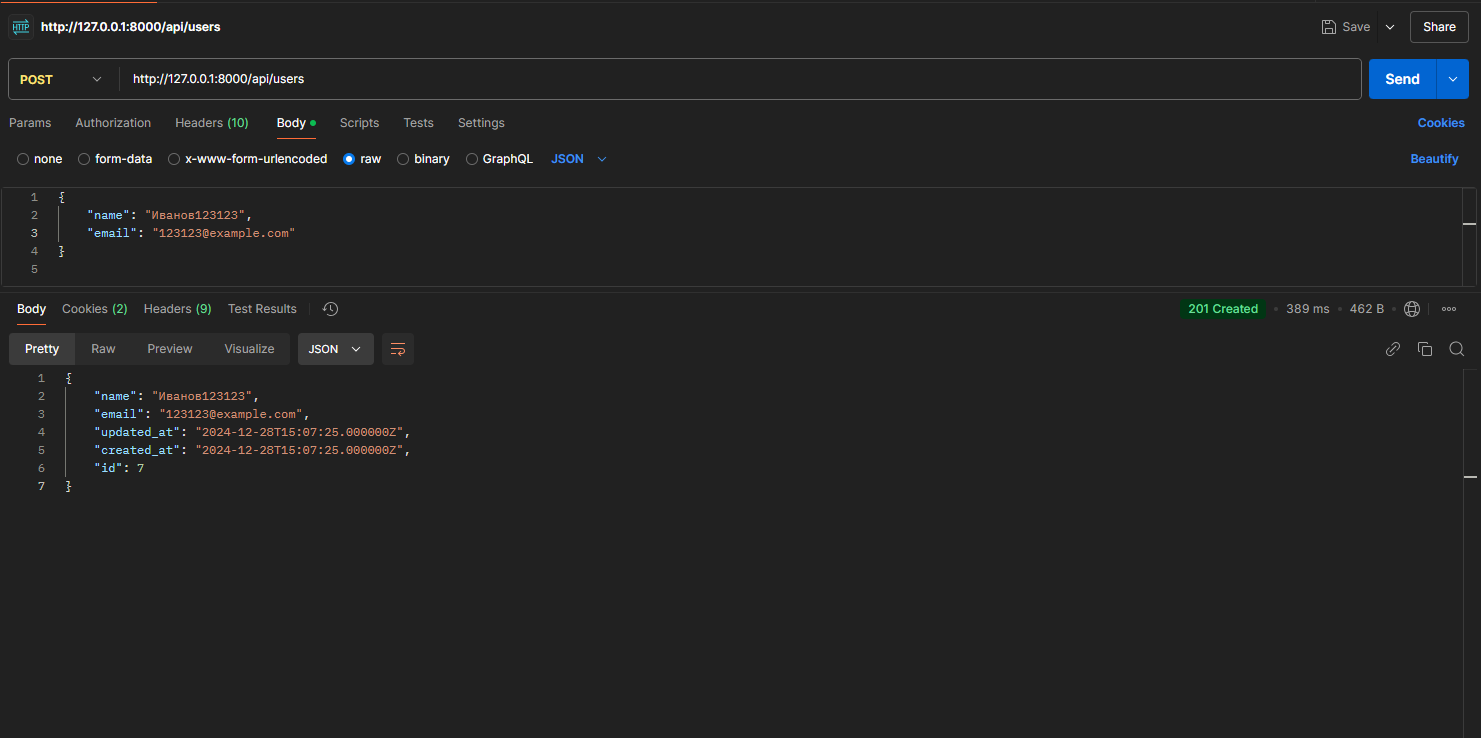 HTTP http://127.0.0.1:8000/api/users Save Share
POST http://127.0.0.1:8000/api/users Send
Params Authorization Headers (10) Body Scripts Tests Settings Cookies
none form-data x-www-form-urlencoded raw binary GraphQL JSON Beautify
1 {
2 "name": "Иванов123123",
3 "email": "123123@example.com"
4 }
5
Body Cookies (2) Headers (9) Test Results 201 Created 389 ms 462 B
Pretty Raw Preview Visualize JSON
1 {
2 "name": "Иванов123123",
3 "email": "123123@example.com",
4 "updated_at": "2024-12-28T15:07:25.000000Z",
5 "created_at": "2024-12-28T15:07:25.000000Z",
6 "id": 7
7 }